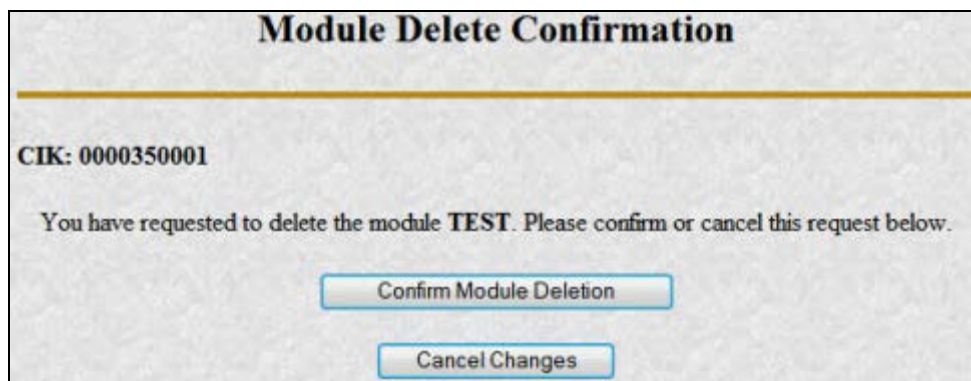 Module Delete Confirmation
CIK: 0000350001
You have requested to delete the module TEST. Please confirm or cancel this request below.
Confirm Module Deletion
Cancel Changes